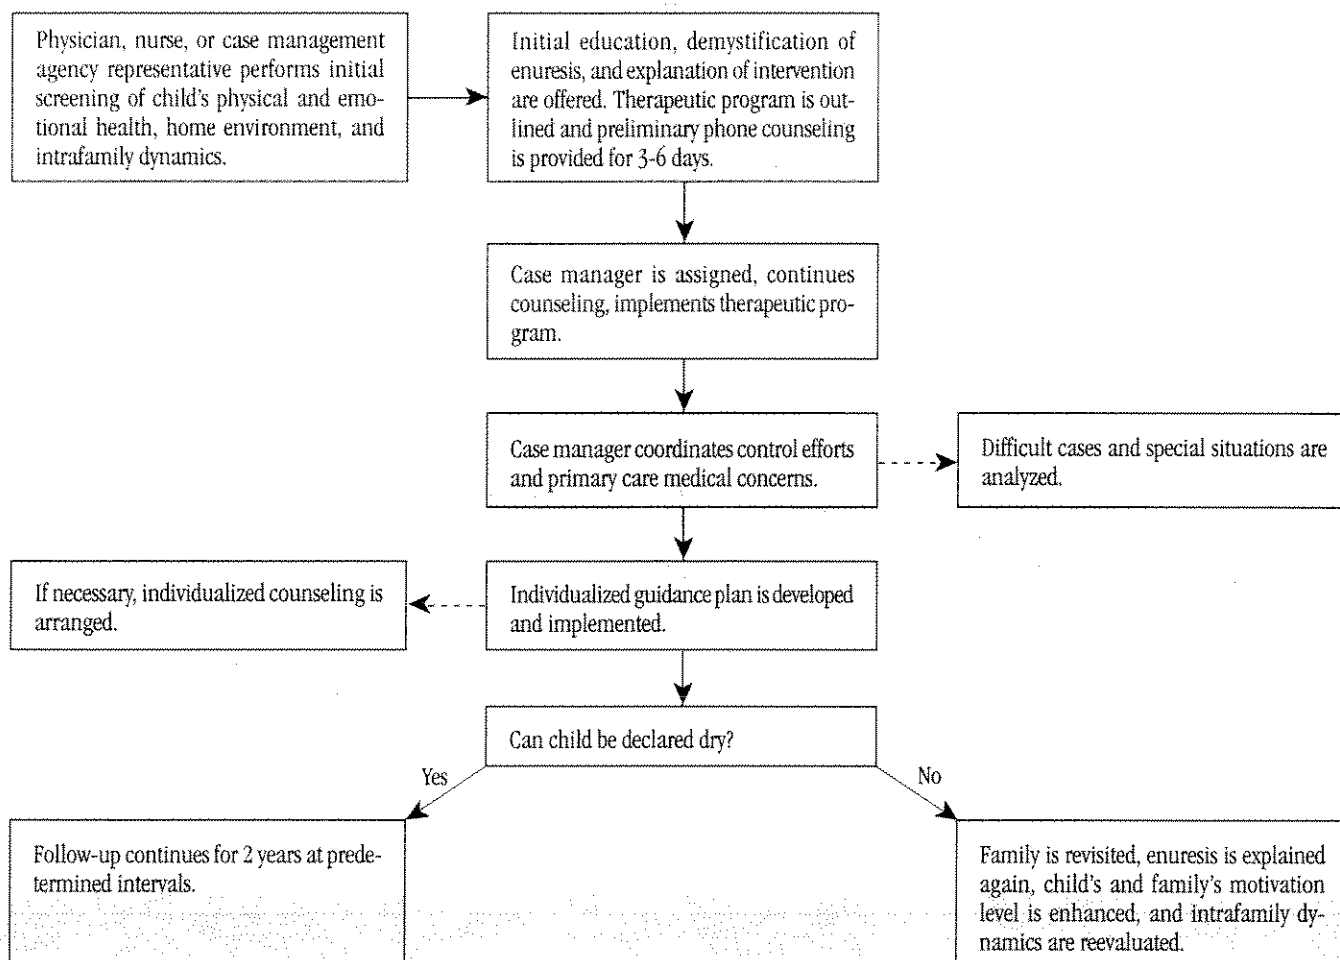 Physician, nurse, or case management
agency representative performs initial
screening of child's physical and emo-
tional health, home environment, and
intrafamily dynamics.
Initial education, demystification of
enuresis, and explanation of intervention
are offered. Therapeutic program is out-
lined and preliminary phone counseling
is provided for 3-6 days.
Case manager is assigned, continues
counseling, implements therapeutic pro-
gram.
Case manager coordinates control efforts
and primary care medical concerns.
Difficult cases and special situations are
analyzed.
If necessary, individualized counseling is
arranged.
Individualized guidance plan is developed
and implemented.
Can child be declared dry?
Yes
No
Follow-up continues for 2 years at prede-
termined intervals.
Family is revisited, enuresis is explained
again, child's and family's motivation
level is enhanced, and intrafamily dy-
namics are reevaluated.